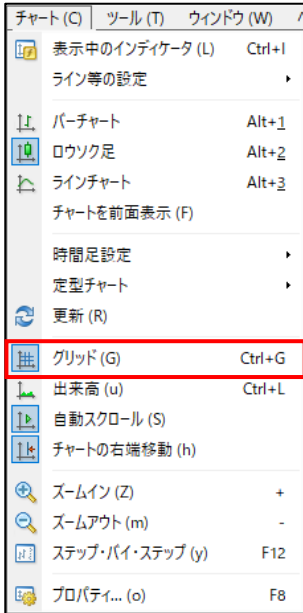 チャート (C) ツール (T) ウィンドウ (W)
表示中のインディケータ (L) Ctrl+I
ライン等の設定
バーチャート Alt+1
ロウソク足 Alt+2
ラインチャート Alt+3
チャートを前面表示 (F)
時間足設定
定型チャート
更新 (R)
グリッド (G) Ctrl+G
出来高 (u) Ctrl+L
自動スクロール (S)
チャートの右端移動 (h)
ズームイン (Z) +
ズームアウト (m) -
ステップ・バイ・ステップ (y) F12
プロパティ... (o) F8